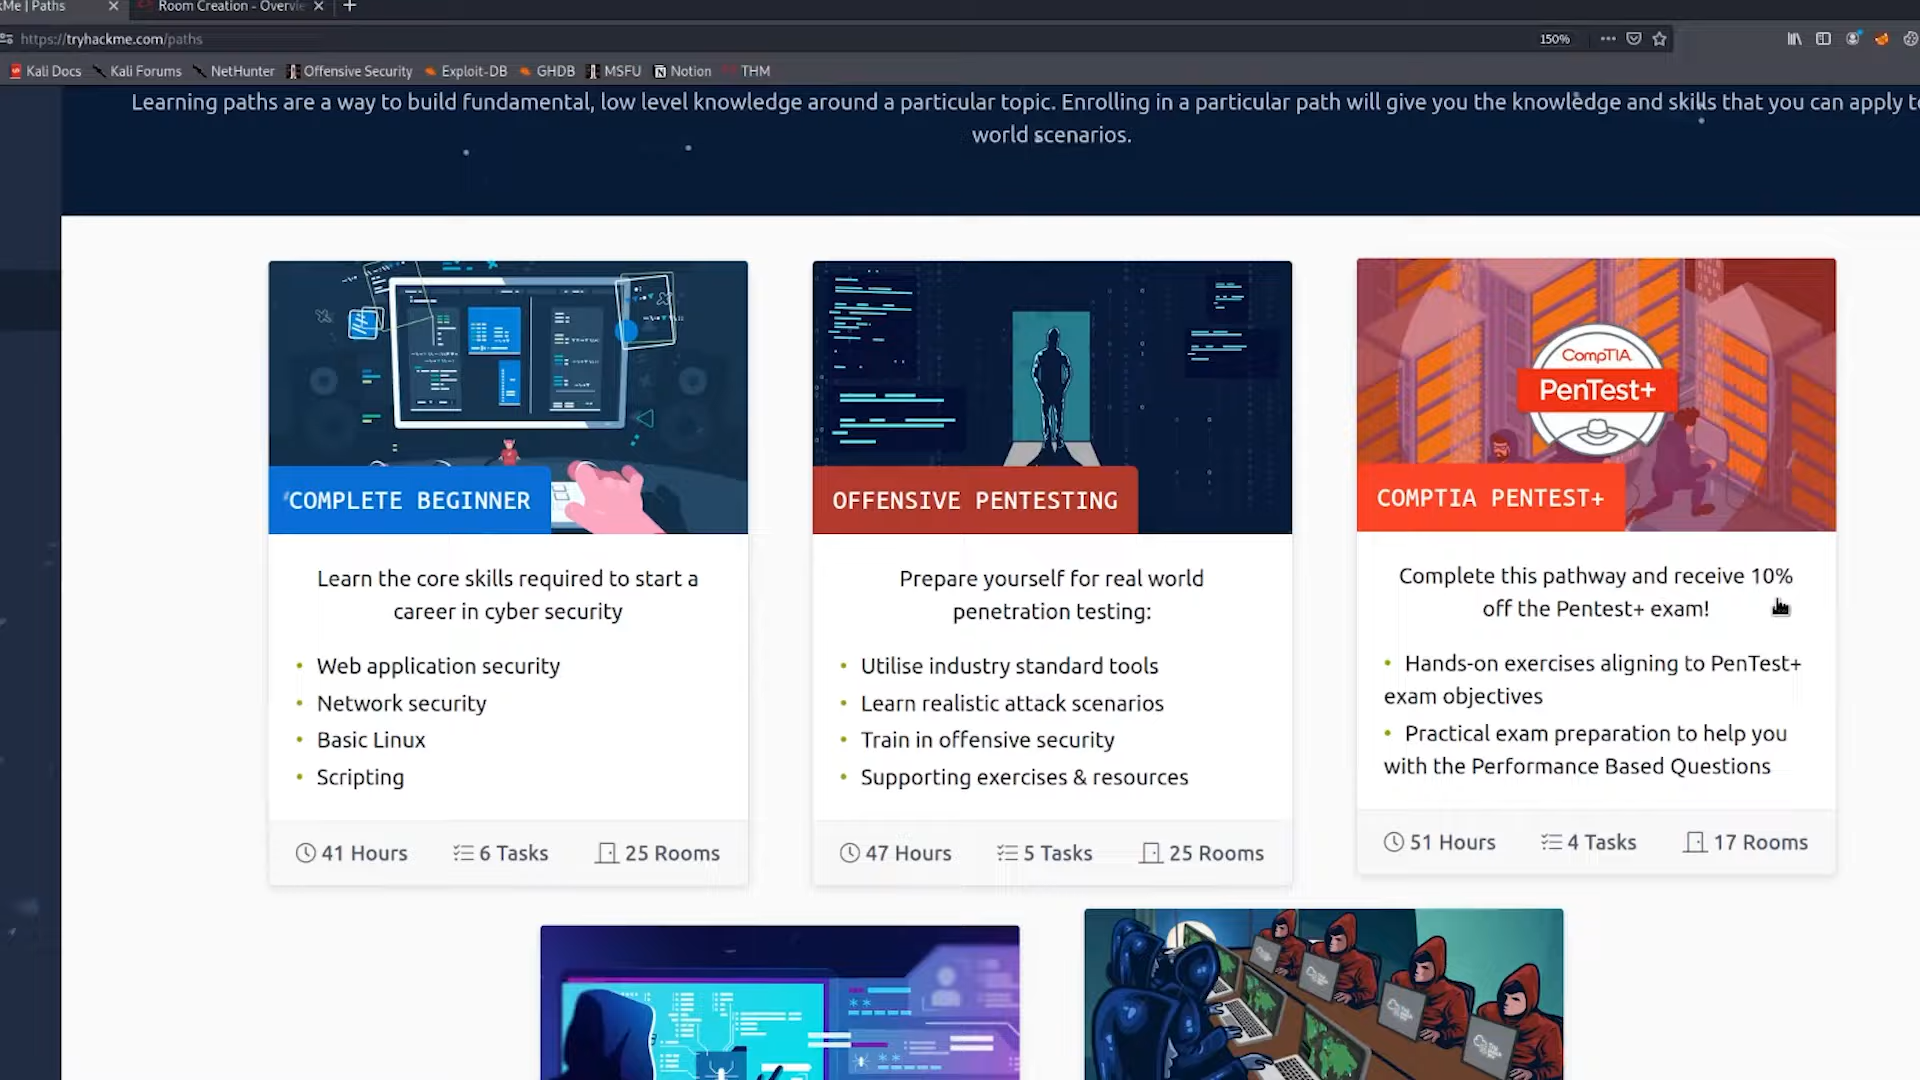 Me | Paths
Room Creation - Overvie
https://tryhackme.com/paths
150%
Kali Docs
Kali Forums
NetHunter
Offensive Security
Exploit-DB
GHDB
MSFU
Notion
THM
Learning paths are a way to build fundamental, low level knowledge around a particular topic. Enrolling in a particular path will give you the knowledge and skills that you can apply to
world scenarios.
COMPLETE BEGINNER
Learn the core skills required to start a
career in cyber security
• Web application security
• Network security
• Basic Linux
• Scripting
41 Hours
6 Tasks
25 Rooms
OFFENSIVE PENTESTING
Prepare yourself for real world
penetration testing:
• Utilise industry standard tools
• Learn realistic attack scenarios
• Train in offensive security
• Supporting exercises & resources
47 Hours
5 Tasks
25 Rooms
CompTIA
PenTest+
COMPTIA PENTEST+
Complete this pathway and receive 10%
off the Pentest+ exam!
• Hands-on exercises aligning to PenTest+
exam objectives
• Practical exam preparation to help you
with the Performance Based Questions
51 Hours
4 Tasks
17 Rooms